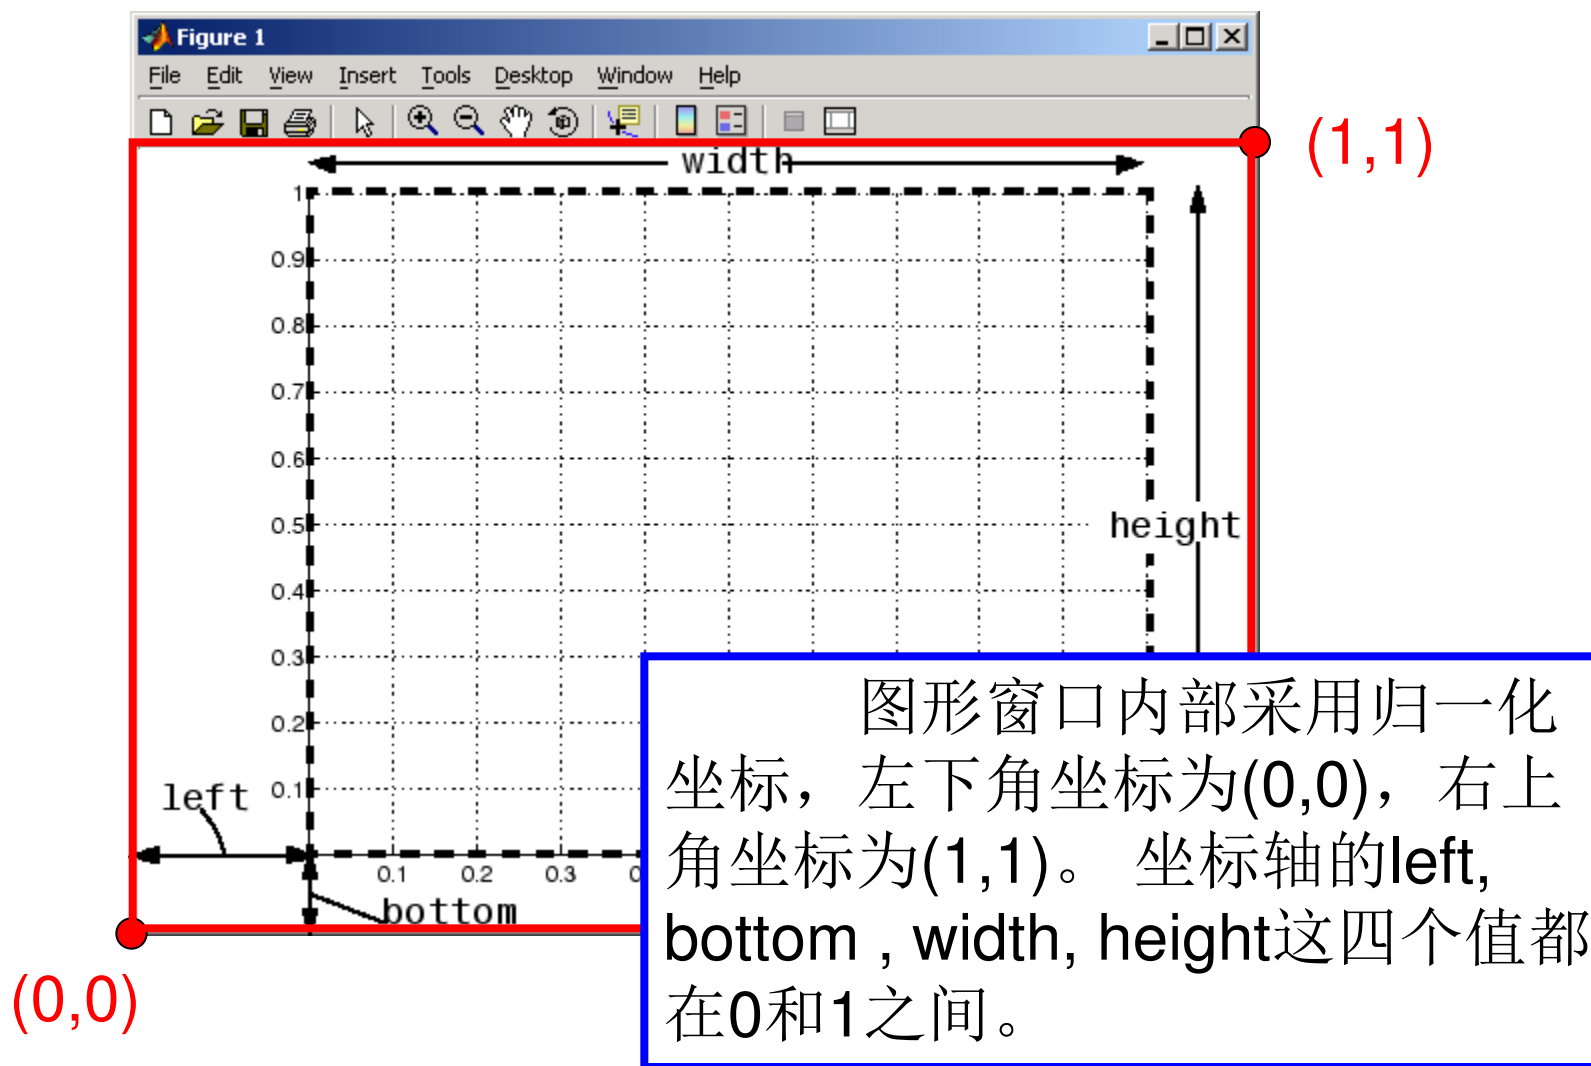 Figure 1
File Edit View Insert Tools Desktop Window Help
(1,1)
width
1
0.9
0.8
0.7
0.6
0.5
height
0.4
0.3
0.2
0.1
left
0.1 0.2 0.3 0
bottom
(0,0)
图形窗口内部采用归一化
坐标，左下角坐标为(0,0)，右上
角坐标为(1,1)。 坐标轴的left,
bottom , width, height这四个值都
在0和1之间。